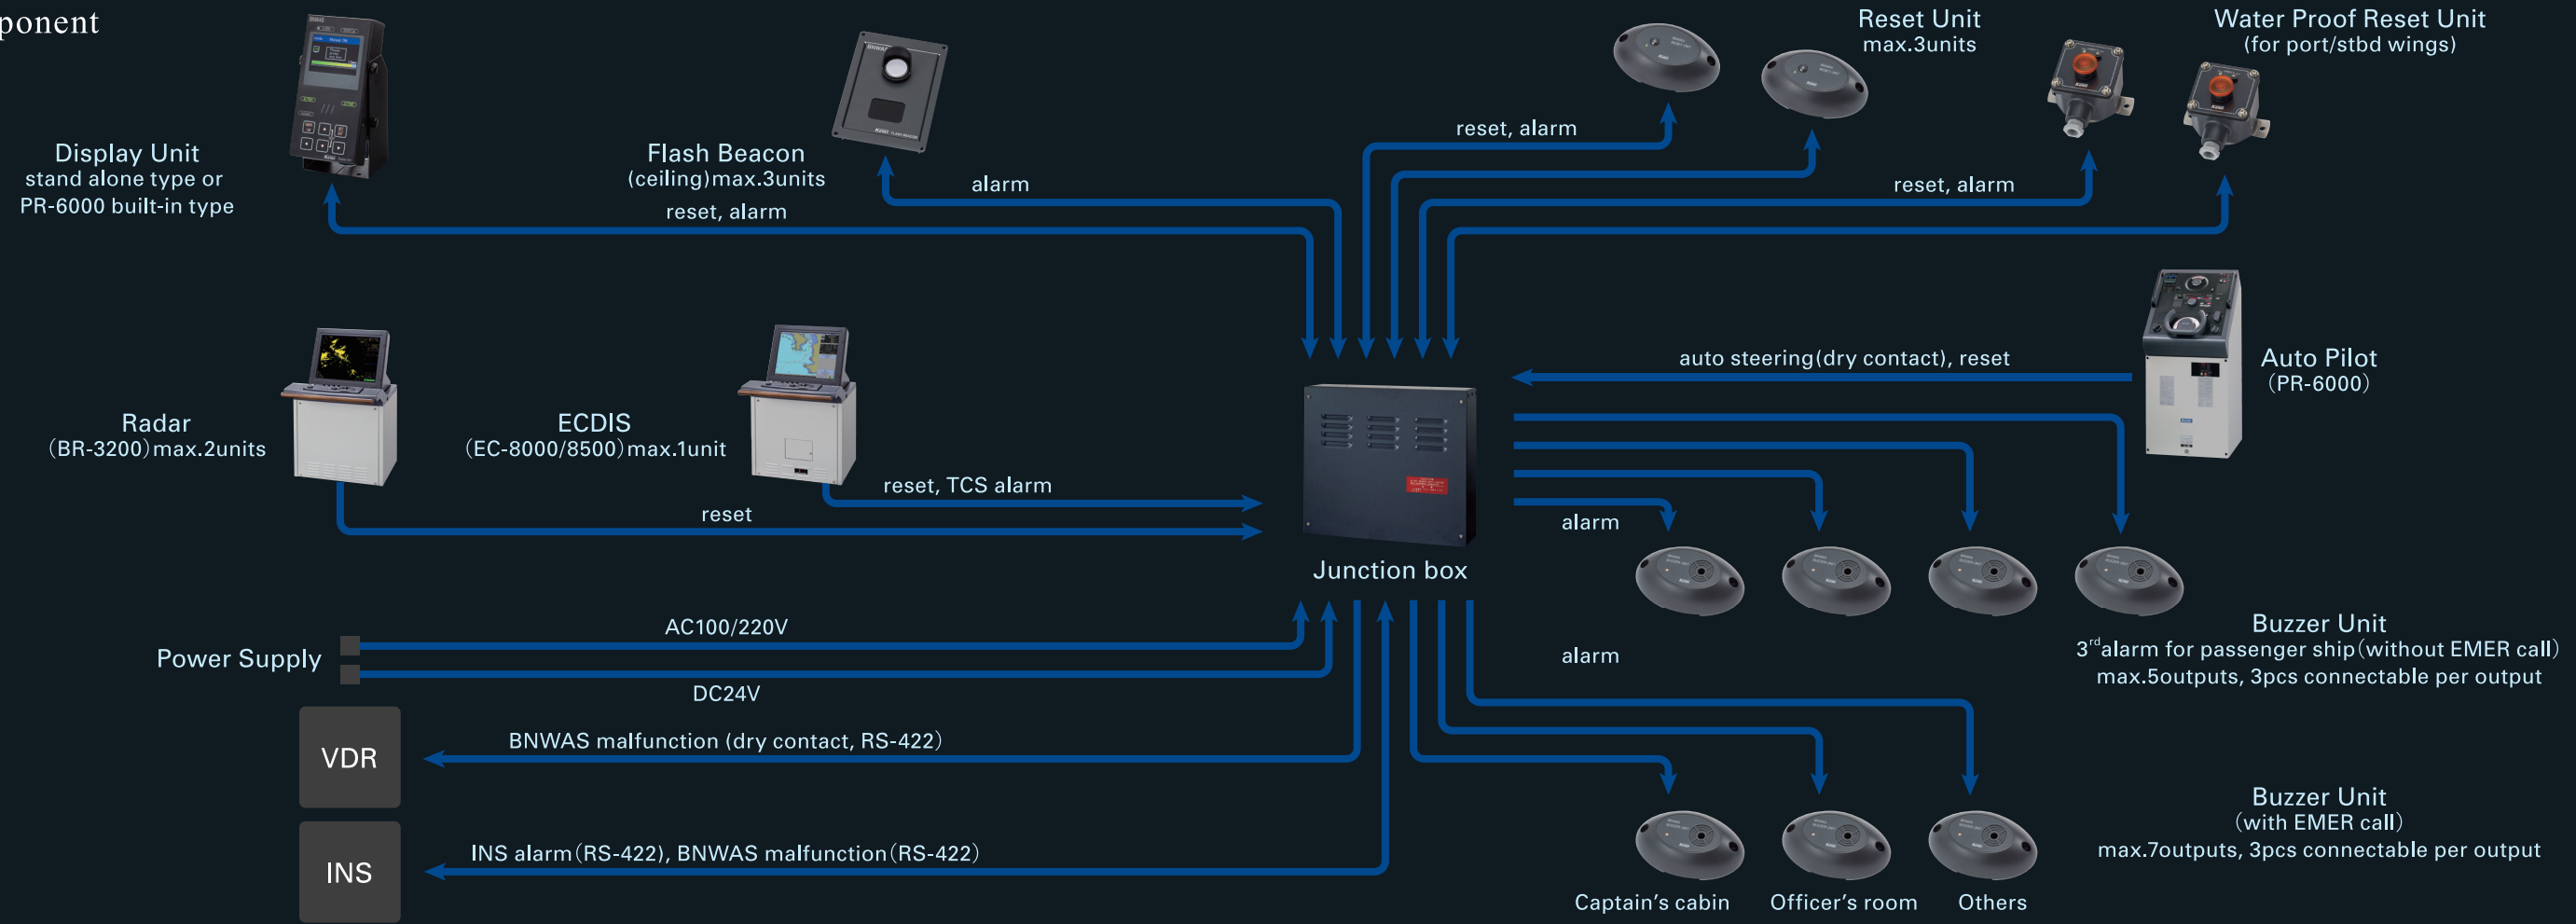 ponent
Display Unit
stand alone type or
PR-6000 built-in type
Flash Beacon
(ceiling)max.3units
alarm
reset, alarm
Reset Unit
max.3units
reset, alarm
Water Proof Reset Unit
(for port/stbd wings)
reset, alarm
Radar
(BR-3200)max.2units
ECDIS
(EC-8000/8500)max.1unit
reset, TCS alarm
reset
auto steering(dry contact), reset
Auto Pilot
(PR-6000)
alarm
Junction box
Buzzer Unit
3rdalarm for passenger ship(without EMER call)
max.5outputs, 3pcs connectable per output
Power Supply
AC100/220V
DC24V
alarm
VDR
BNWAS malfunction (dry contact, RS-422)
INS
INS alarm(RS-422), BNWAS malfunction(RS-422)
Buzzer Unit
(with EMER call)
max.7outputs, 3pcs connectable per output
Captain's cabin
Officer's room
Others